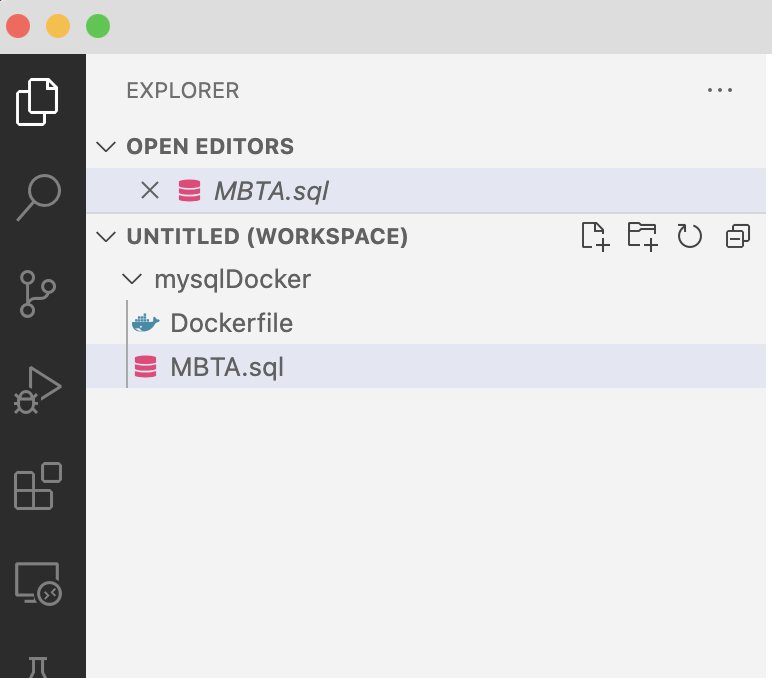 EXPLORER
OPEN EDITORS
MBTA.sql
UNTITLED (WORKSPACE)
mysqlDocker
Dockerfile
MBTA.sql